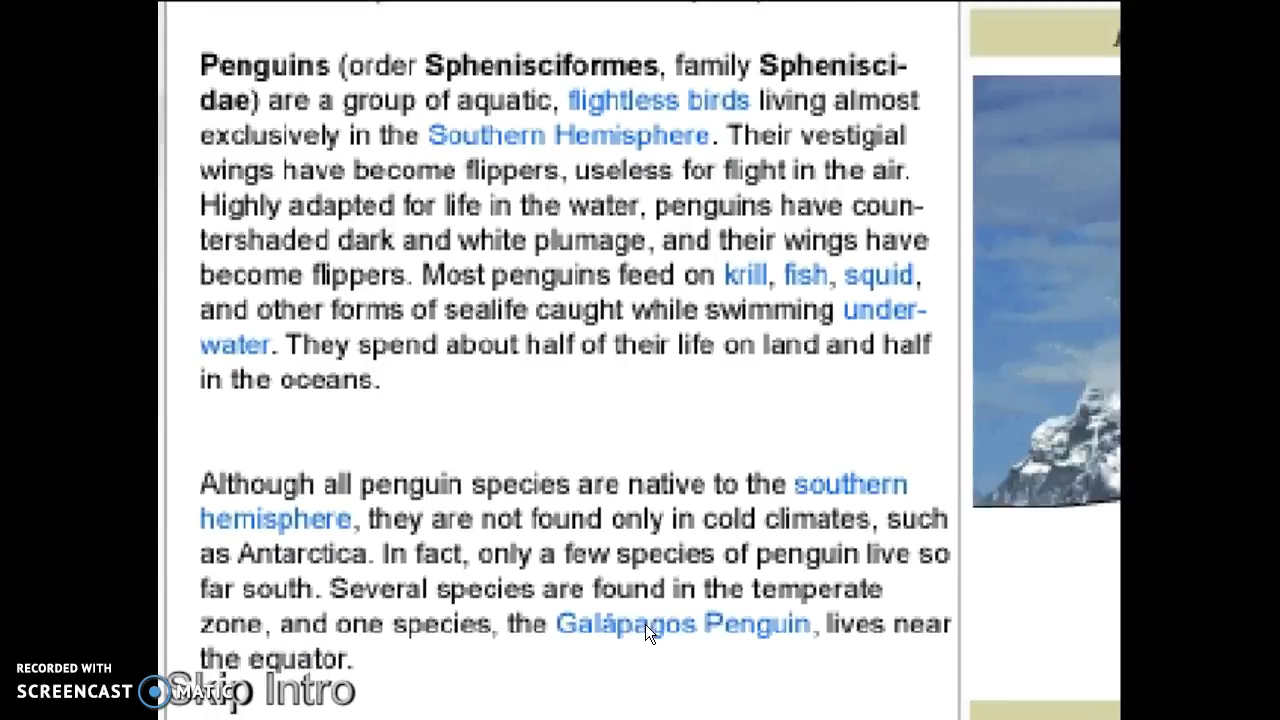 Penguins (order Sphenisciformes, family Sphenisci-
dae) are a group of aquatic, flightless birds living almost
exclusively in the Southern Hemisphere. Their vestigial
wings have become flippers, useless for flight in the air.
Highly adapted for life in the water, penguins have coun-
tershaded dark and white plumage, and their wings have
become flippers. Most penguins feed on krill, fish, squid,
and other forms of sealife caught while swimming under-
water. They spend about half of their life on land and half
in the oceans.
Although all penguin species are native to the southern
hemisphere, they are not found only in cold climates, such
as Antarctica. In fact, only a few species of penguin live so
far south. Several species are found in the temperate
zone, and one species, the Galápagos Penguin, lives near
the equator.
Skip Intro
RECORDED WITH
SCREENCAST MATIC